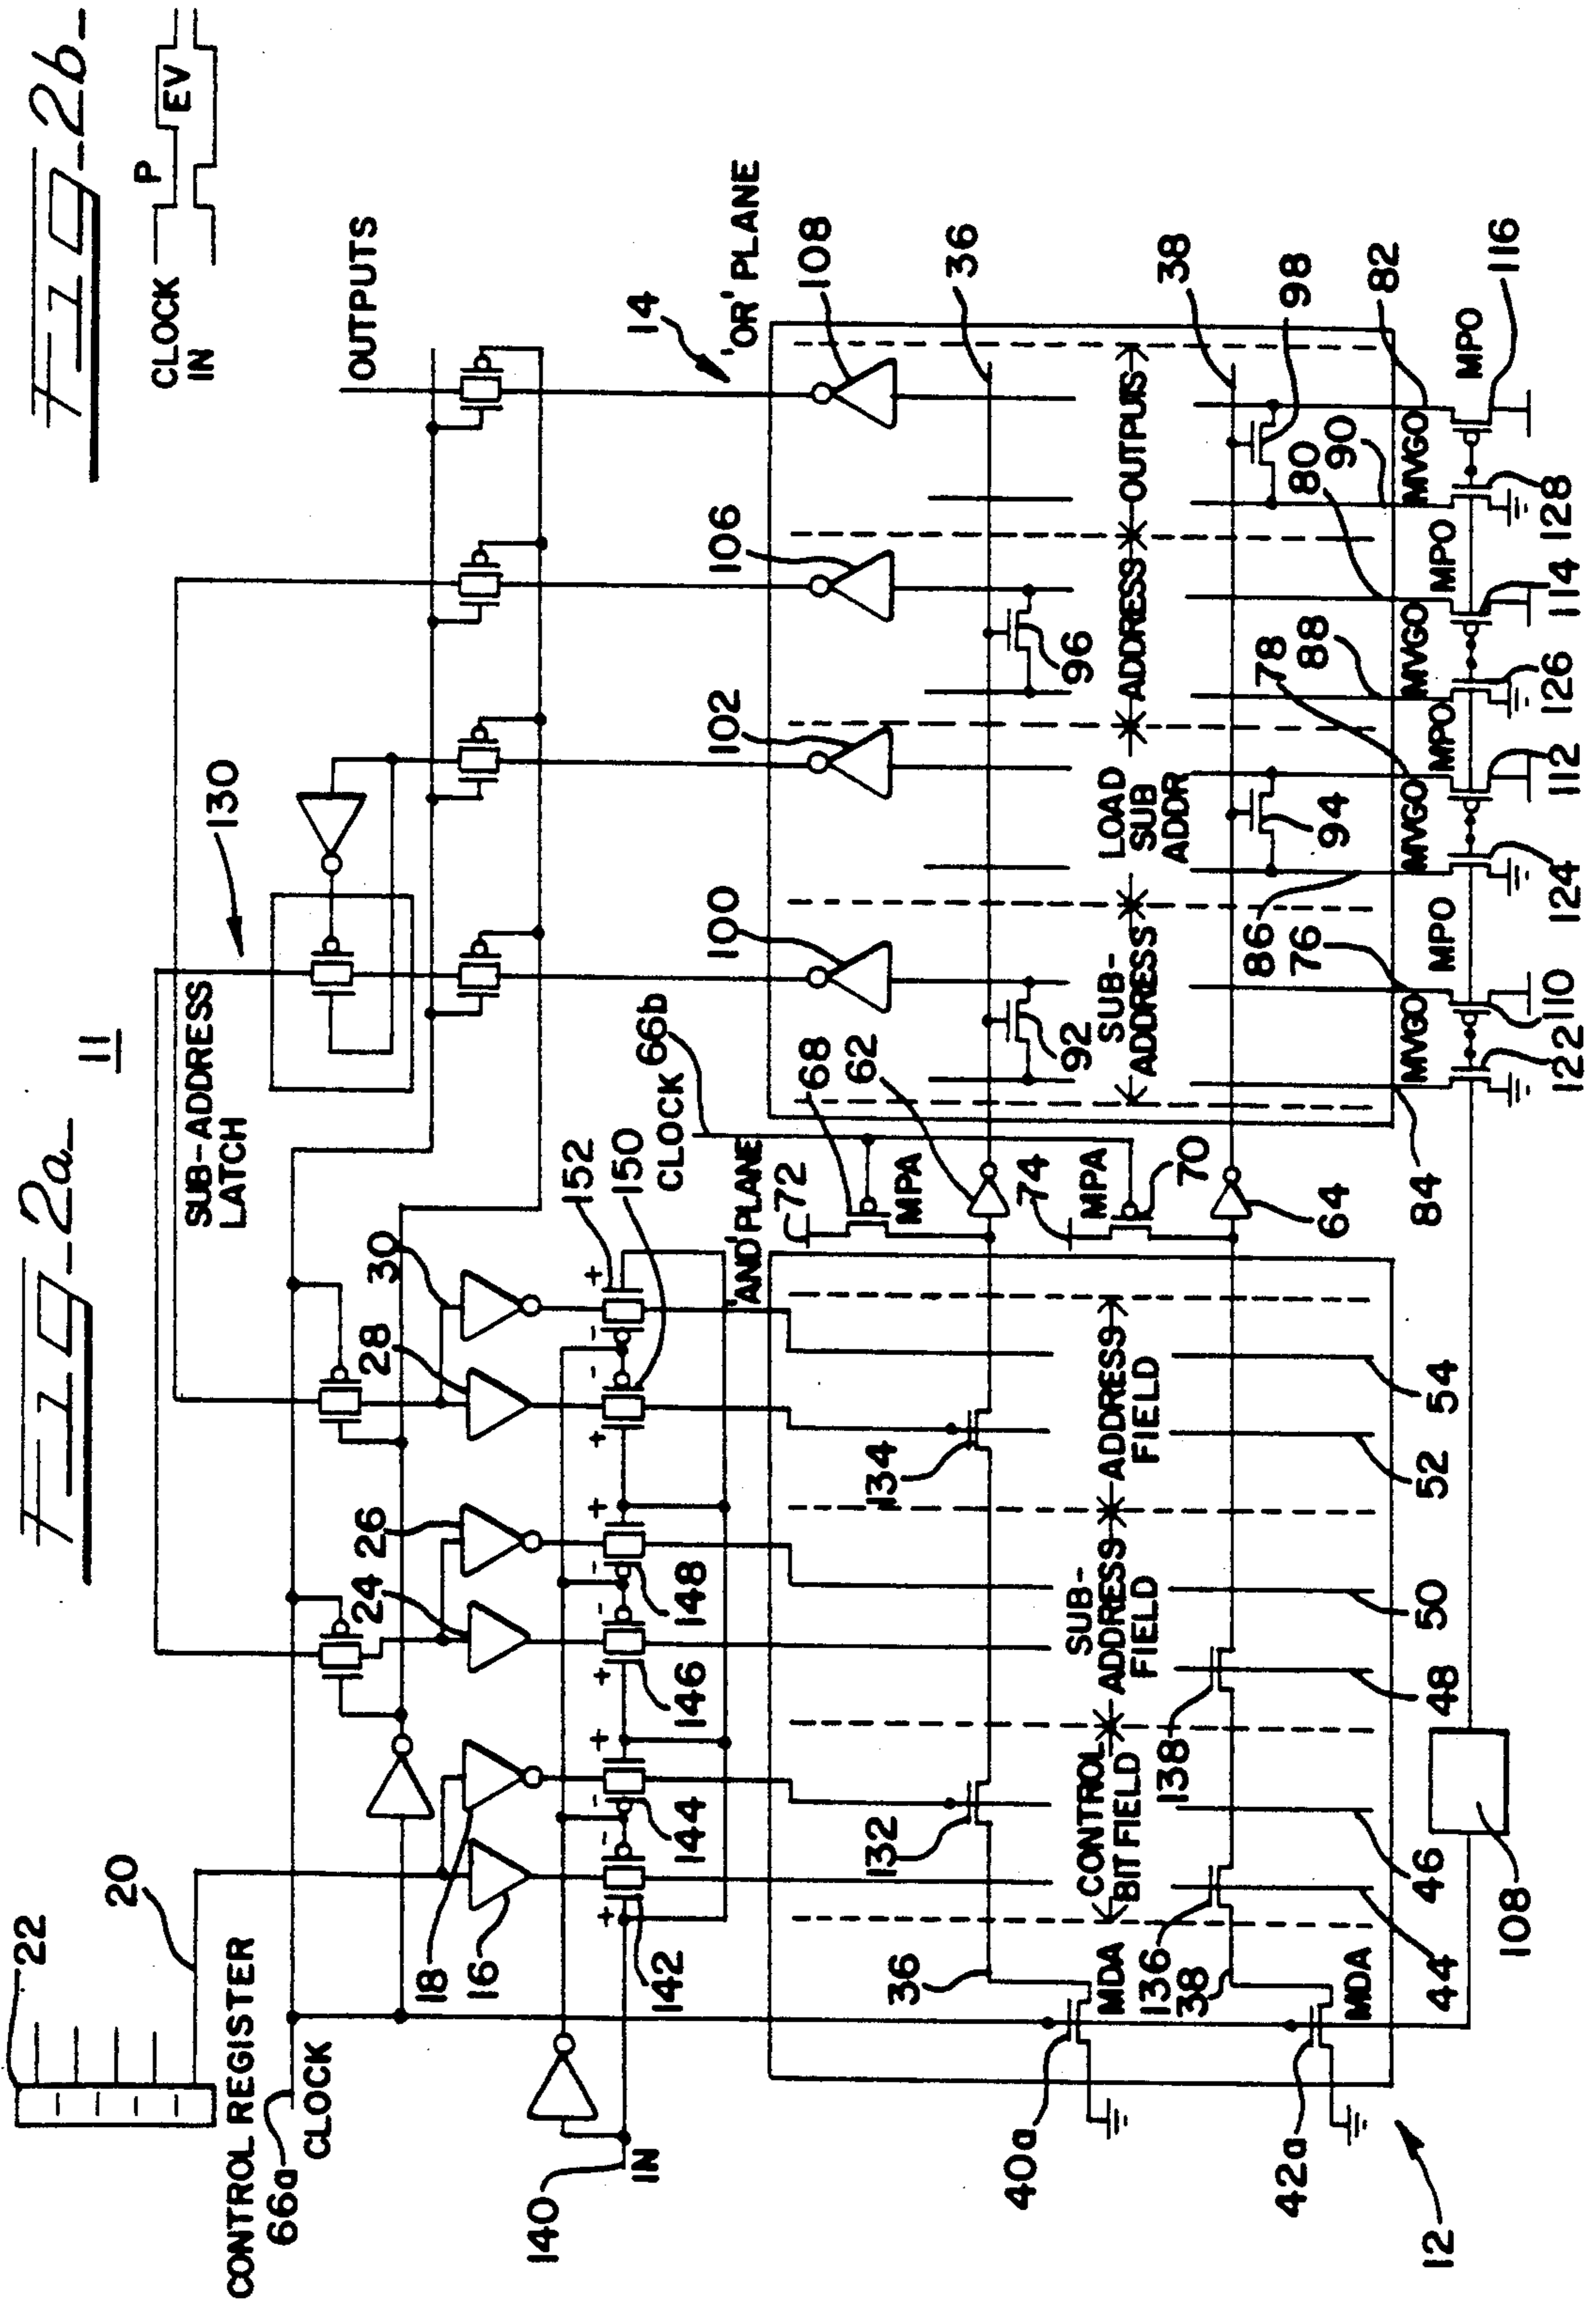 FIG-2a-
FIG-2b-
11
CLOCK
IN
P
EV
22
20
CONTROL REGISTER
66a
CLOCK
SUB-ADDRESS
LATCH
130
OUTPUTS
18
16
24
26
28
30
140
IN
+
-
142
-
+
144
+
-
146
-
+
148
+
-
150
-
+
152
'AND' PLANE
CLOCK 66b
72
68
MPA
62
74
MPA
70
64
14
'OR' PLANE
100
102
106
108
36
132
134
92
96
36
CONTROL
BIT FIELD
SUB-
ADDRESS
FIELD
ADDRESS
FIELD
SUB-
ADDRESS
LOAD
SUB
ADDR
ADDRESS
OUTPUTS
40a
MDA
136
38
138
94
98
38
42a
MDA
44
46
48
50
52
54
84
86
76
78
88
80
90
82
MVGO
MPO
MVGO
MPO
MVGO
MPO
MVGO
MPO
12
108
122
110
124
112
126
114
128
116